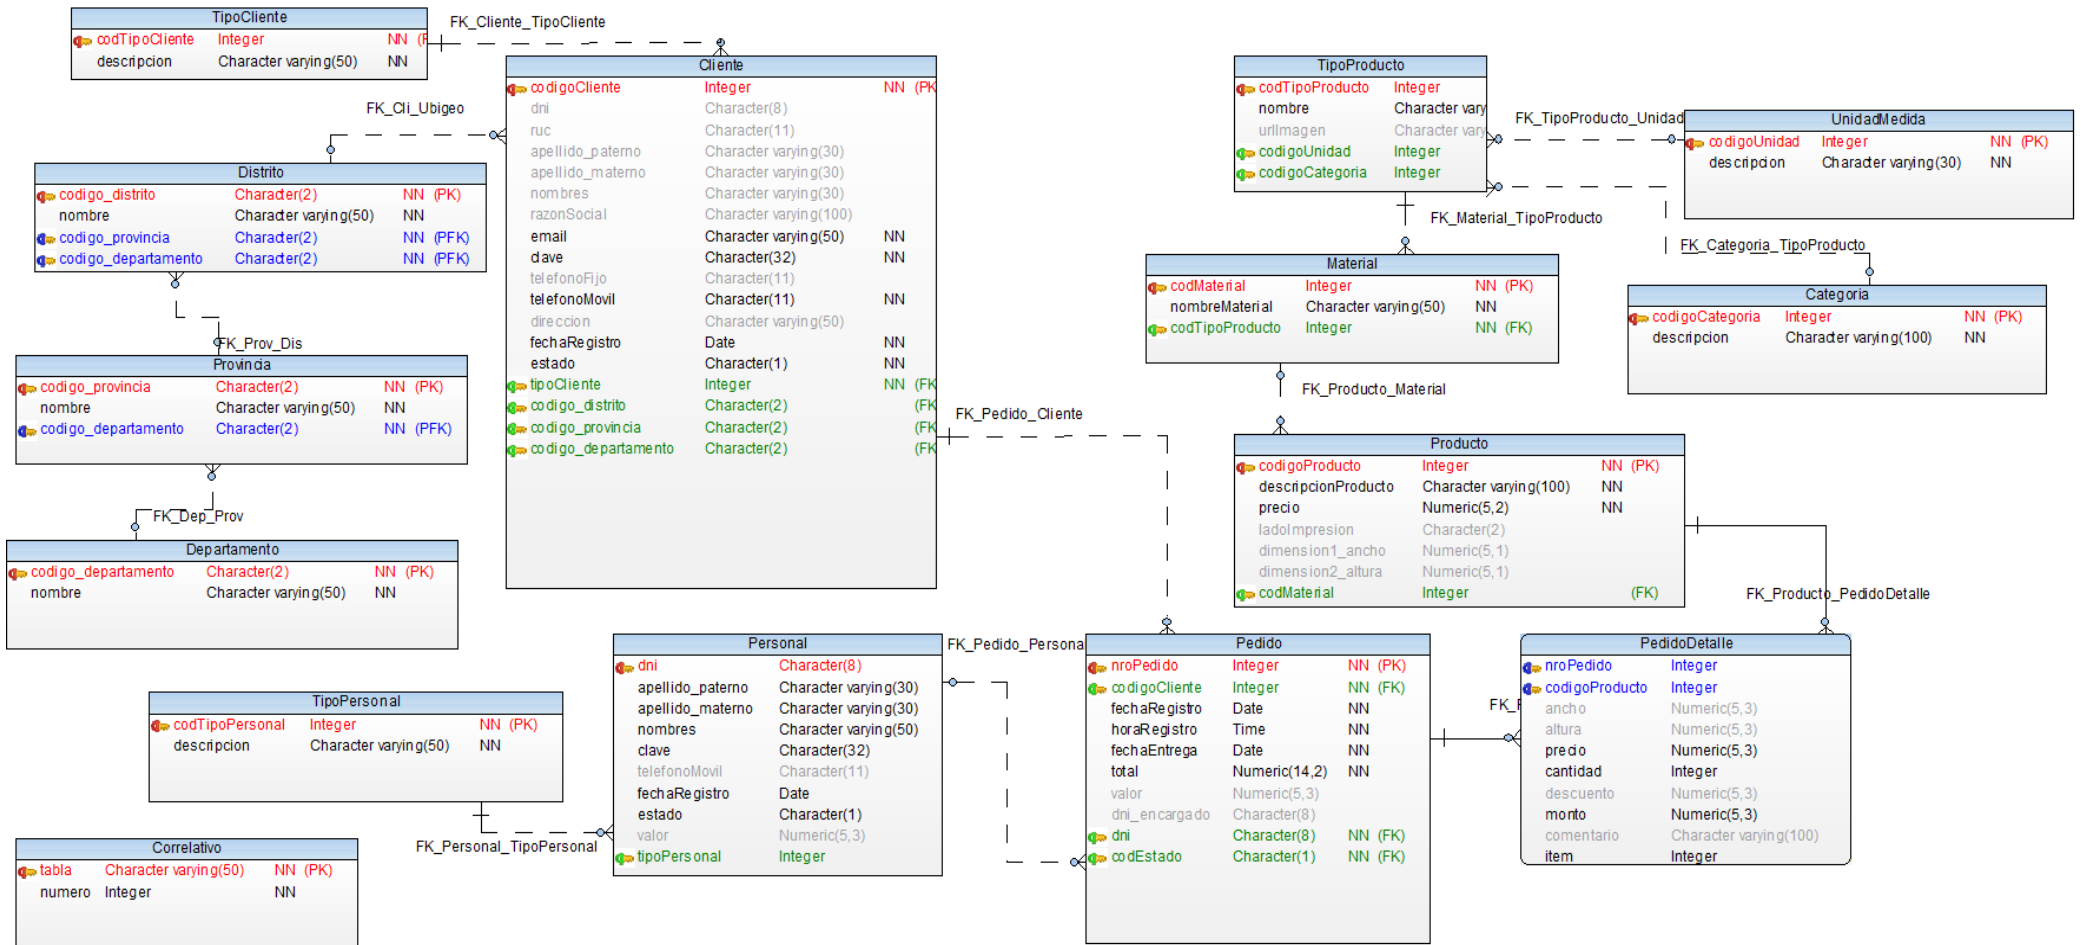 TipoCliente
codTipoCliente Integer NN (F
descripcion Character varying(50) NN
FK_Cliente_TipoCliente
Cliente
codigoCliente Integer NN (PK
dni Character(8)
ruc Character(11)
apellido_paterno Character varying(30)
apellido_materno Character varying(30)
nombres Character varying(30)
razonSocial Character varying(100)
email Character varying(50) NN
clave Character(32) NN
telefonoFijo Character(11)
telefonoMovil Character(11) NN
direccion Character varying(50)
fechaRegistro Date NN
estado Character(1) NN
tipoCliente Integer NN (FK
codigo_distrito Character(2) (FK
codigo_provincia Character(2) (FK
codigo_departamento Character(2) (FK
FK_Cli_Ubigeo
Distrito
codigo_distrito Character(2) NN (PK)
nombre Character varying(50) NN
codigo_provincia Character(2) NN (PFK)
codigo_departamento Character(2) NN (PFK)
FK_Prov_Dis
Provincia
codigo_provincia Character(2) NN (PK)
nombre Character varying(50) NN
codigo_departamento Character(2) NN (PFK)
FK_Dep_Prov
Departamento
codigo_departamento Character(2) NN (PK)
nombre Character varying(50) NN
TipoProducto
codTipoProducto Integer
nombre Character vary
urlImagen Character vary
codigoUnidad Integer
codigoCategoria Integer
FK_TipoProducto_Unidad
UnidadMedida
codigoUnidad Integer NN (PK)
descripcion Character varying(30) NN
FK_Material_TipoProducto
FK_Categoria_TipoProducto
Material
codMaterial Integer NN (PK)
nombreMaterial Character varying(50) NN
codTipoProducto Integer NN (FK)
Categoria
codigoCategoria Integer NN (PK)
descripcion Character varying(100) NN
FK_Producto_Material
FK_Pedido_Cliente
Producto
codigoProducto Integer NN (PK)
descripcionProducto Character varying(100) NN
precio Numeric(5,2) NN
ladoImpresion Character(2)
dimension1_ancho Numeric(5,1)
dimension2_altura Numeric(5,1)
codMaterial Integer (FK)
FK_Producto_PedidoDetalle
Personal
dni Character(8)
apellido_paterno Character varying(30)
apellido_materno Character varying(30)
nombres Character varying(50)
clave Character(32)
telefonoMovil Character(11)
fechaRegistro Date
estado Character(1)
valor Numeric(5,3)
tipoPersonal Integer
FK_Pedido_Persona
Pedido
nroPedido Integer NN (PK)
codigoCliente Integer NN (FK)
fechaRegistro Date NN
horaRegistro Time NN
fechaEntrega Date NN
total Numeric(14,2) NN
valor Numeric(5,3)
dni_encargado Character(8)
dni Character(8) NN (FK)
codEstado Character(1) NN (FK)
PedidoDetalle
nroPedido Integer
codigoProducto Integer
ancho Numeric(5,3)
altura Numeric(5,3)
precio Numeric(5,3)
cantidad Integer
descuento Numeric(5,3)
monto Numeric(5,3)
comentario Character varying(100)
item Integer
TipoPersonal
codTipoPersonal Integer NN (PK)
descripcion Character varying(50) NN
FK_Personal_TipoPersonal
Correlativo
tabla Character varying(50) NN (PK)
numero Integer NN